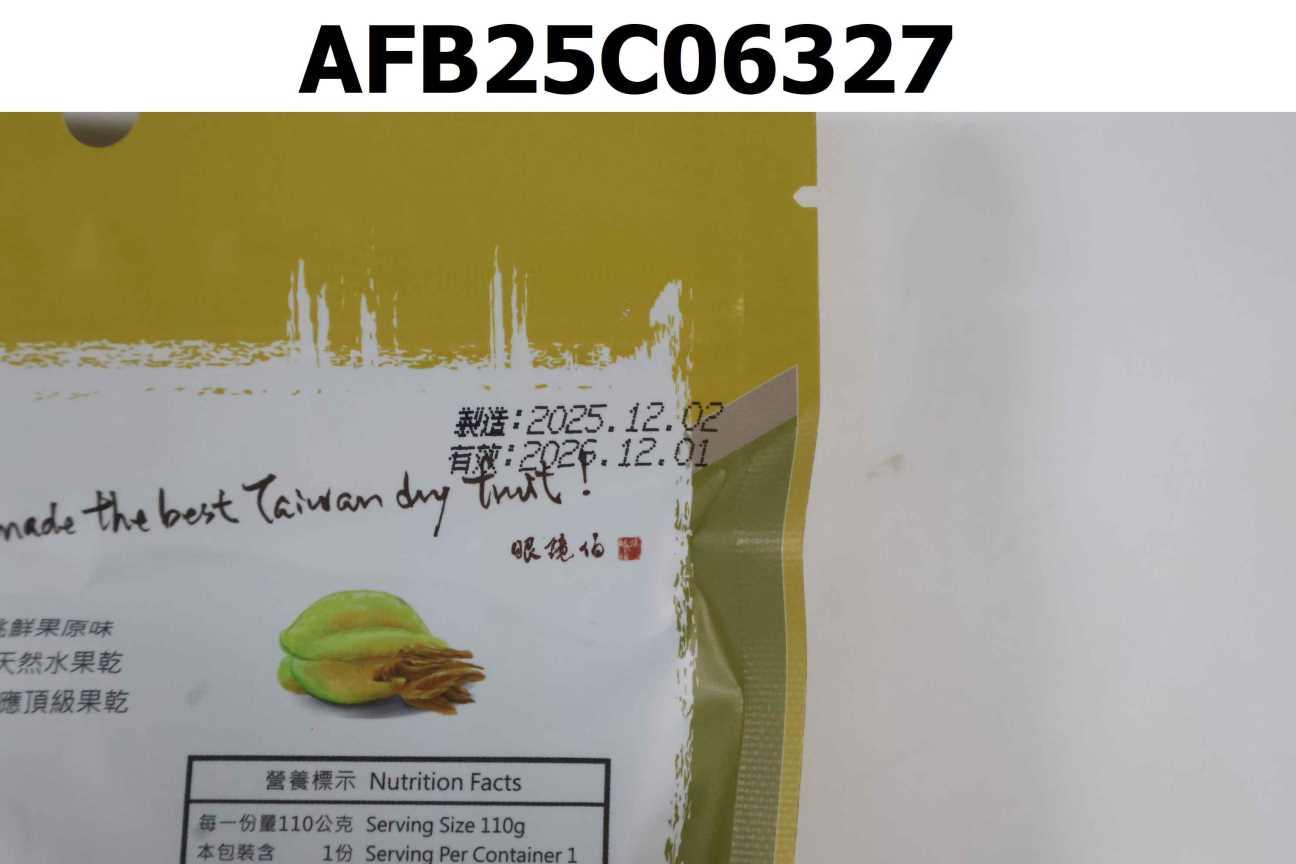 AFB25C06327
製造:2025.12.02
有效:2026.12.01
made the best Taiwan dry fruit!
眼鏡伯
鮮果原味
天然水果乾
應頂級果乾
營養標示 Nutrition Facts
每一份量110公克 Serving Size 110g
本包裝含 1份 Serving Per Container 1